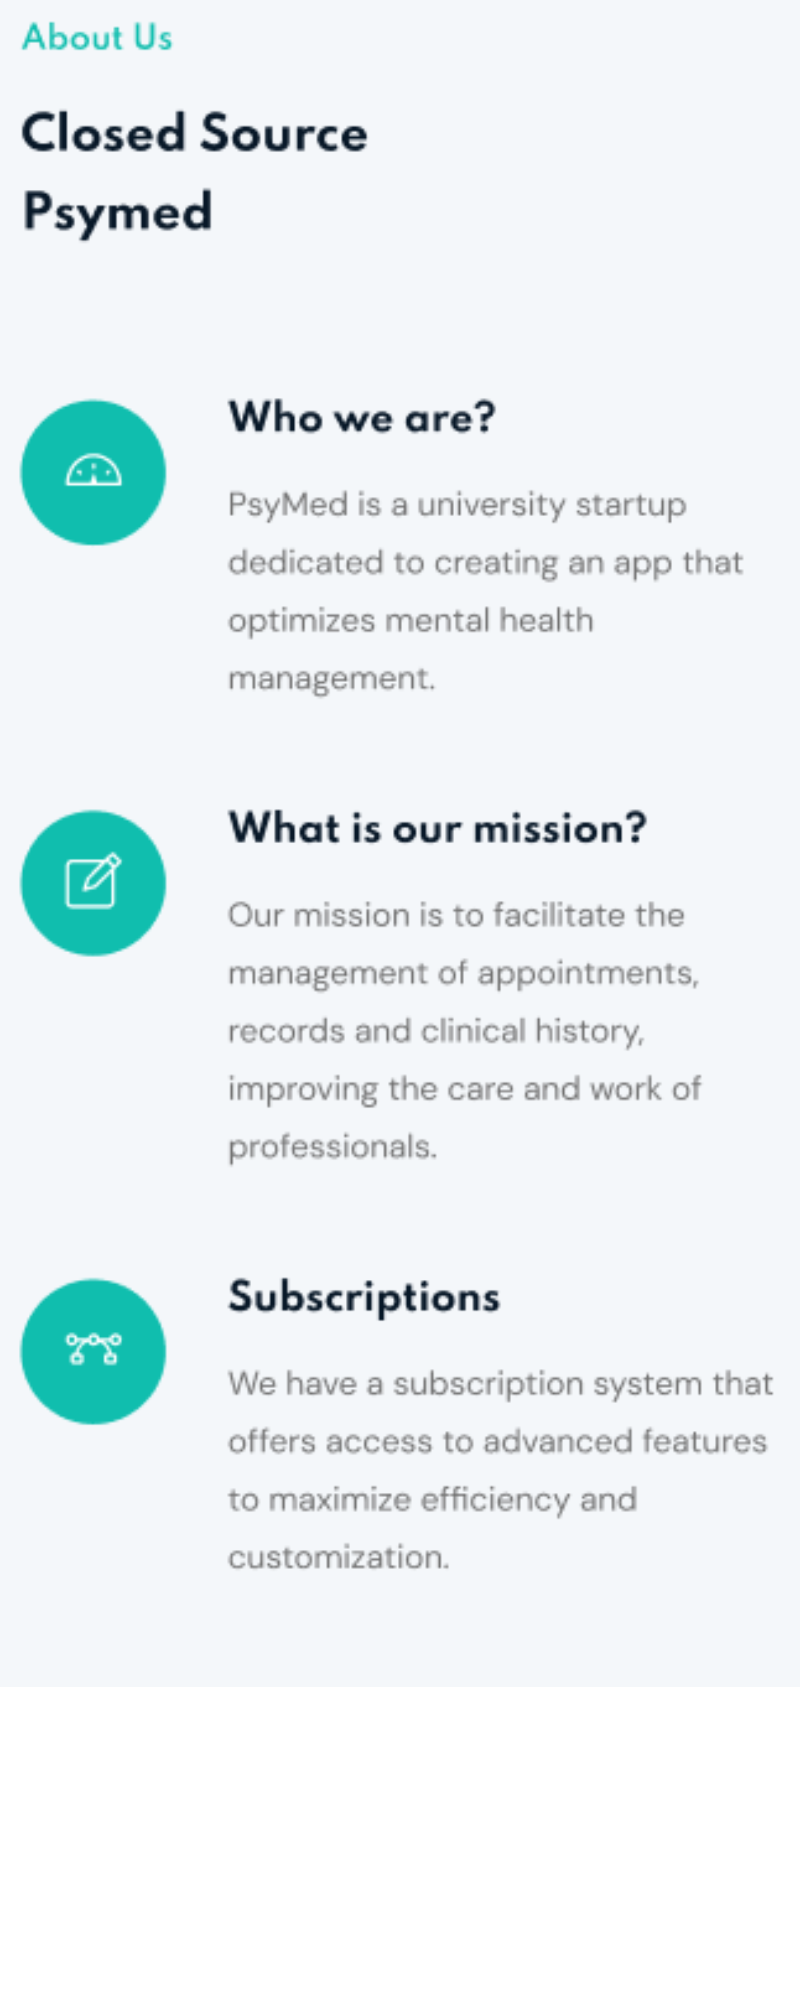 About Us
Closed Source
Psymed
Who we are?
PsyMed is a university startup
dedicated to creating an app that
optimizes mental health
management.
What is our mission?
Our mission is to facilitate the
management of appointments,
records and clinical history,
improving the care and work of
professionals.
Subscriptions
We have a subscription system that
offers access to advanced features
to maximize efficiency and
customization.